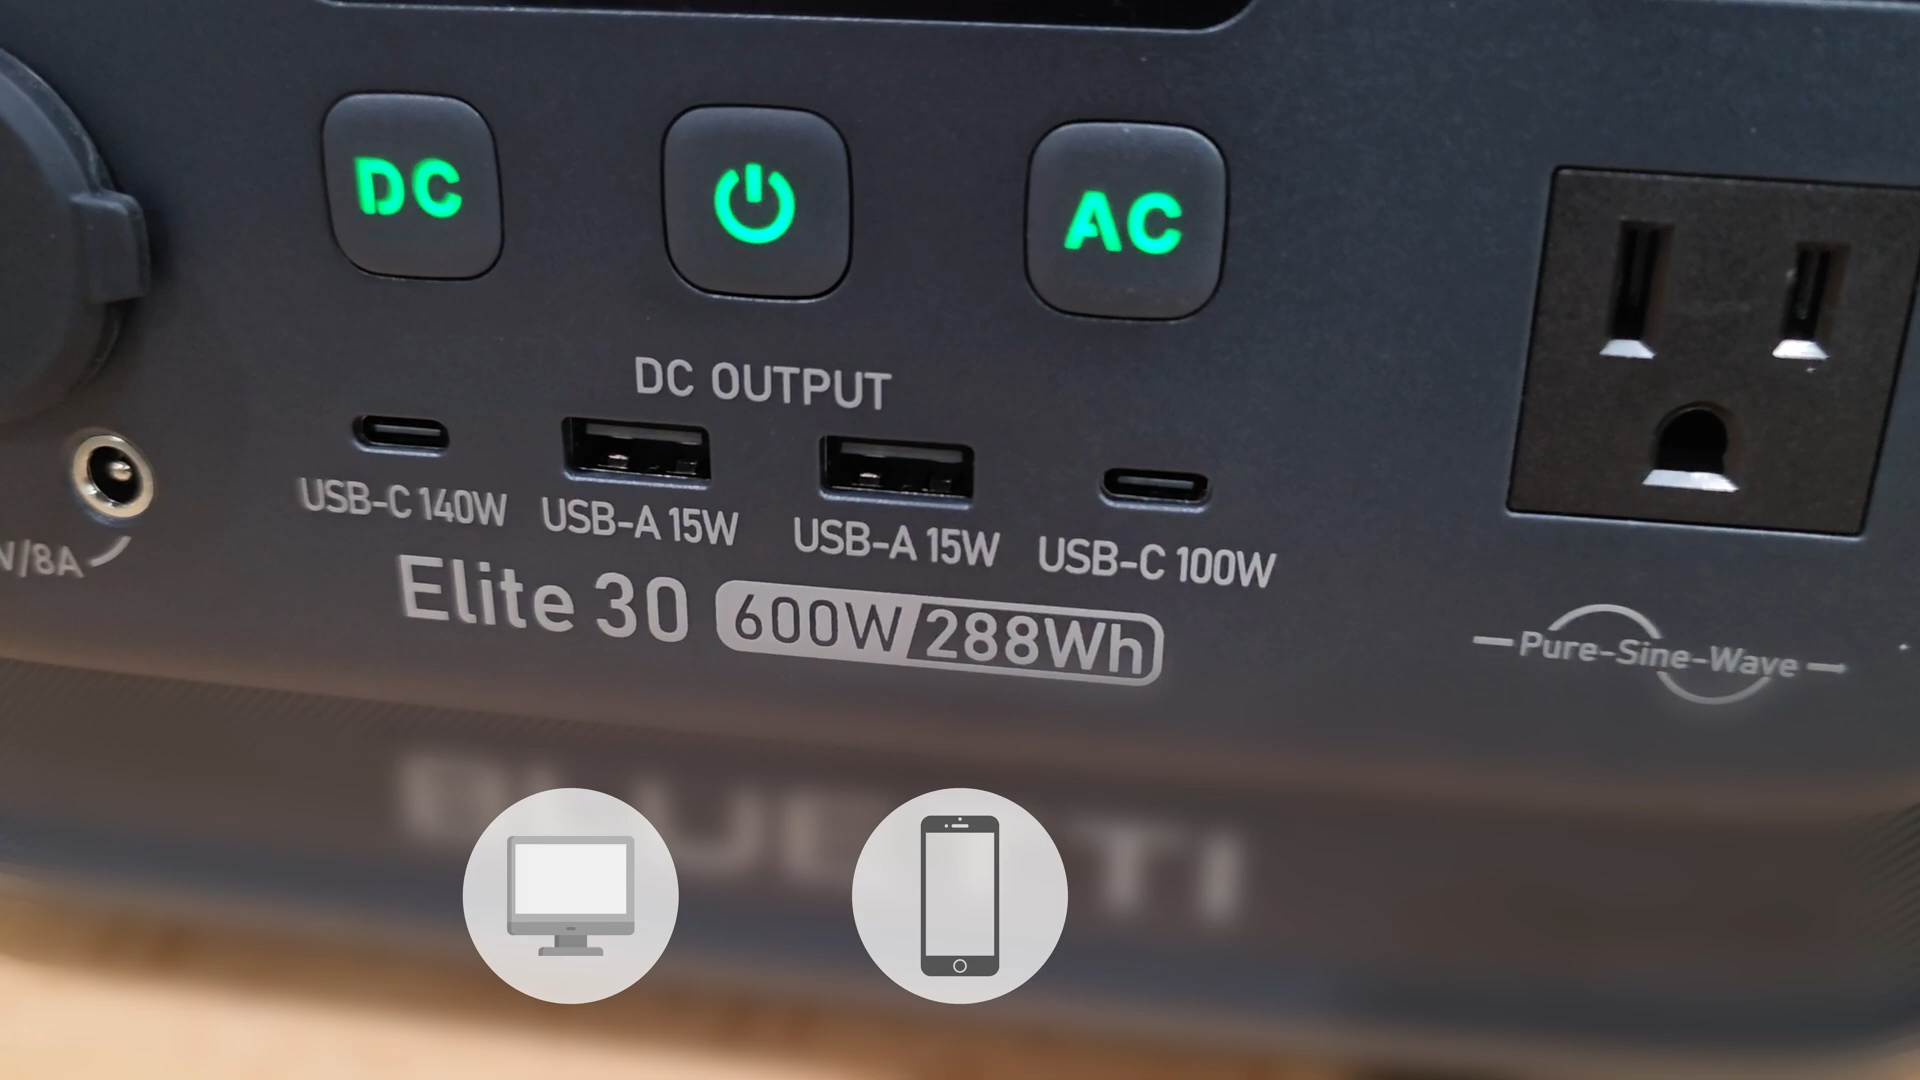 DC
AC
DC OUTPUT
USB-C 140W
USB-A 15W
USB-A 15W
USB-C 100W
V/8A
Elite 30 600W/288Wh
Pure-Sine-Wave
BLUETTI